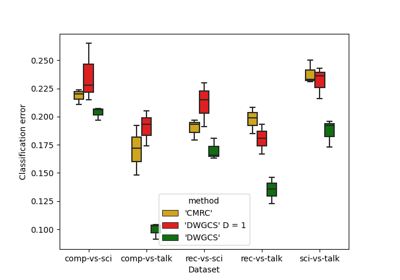 Classification error
0.250
0.225
0.200
0.175
0.150
0.125
0.100
method
'CMRC'
'DWGCS' D = 1
'DWGCS'
comp-vs-sci comp-vs-talk rec-vs-sci rec-vs-talk sci-vs-talk
Dataset